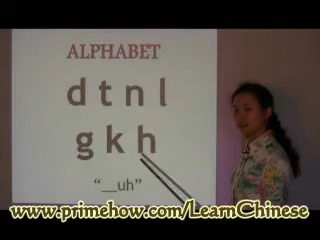 ALPHABET
d t n l
g k h
“__uh”
www.primehow.com/LearnChinese